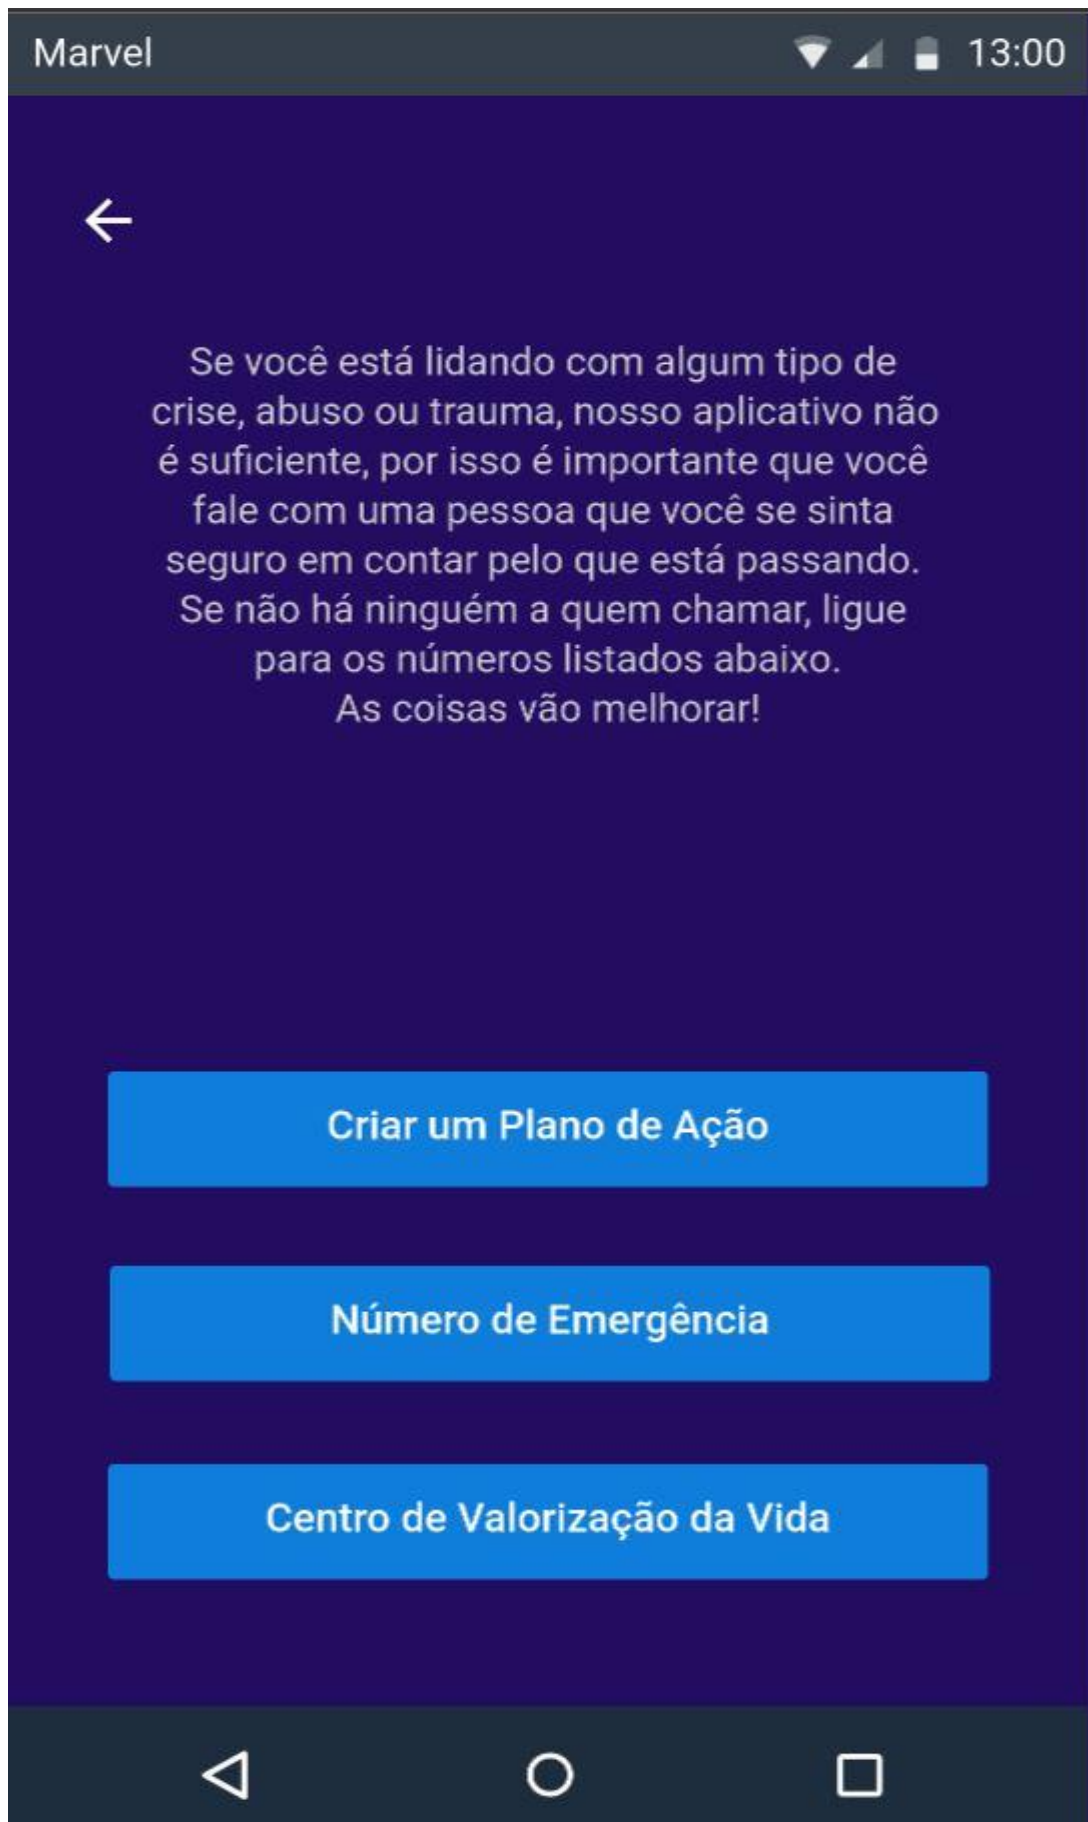 Marvel 13:00
Se você está lidando com algum tipo de
crise, abuso ou trauma, nosso aplicativo não
é suficiente, por isso é importante que você
fale com uma pessoa que você se sinta
seguro em contar pelo que está passando.
Se não há ninguém a quem chamar, ligue
para os números listados abaixo.
As coisas vão melhorar!
Criar um Plano de Ação
Número de Emergência
Centro de Valorização da Vida